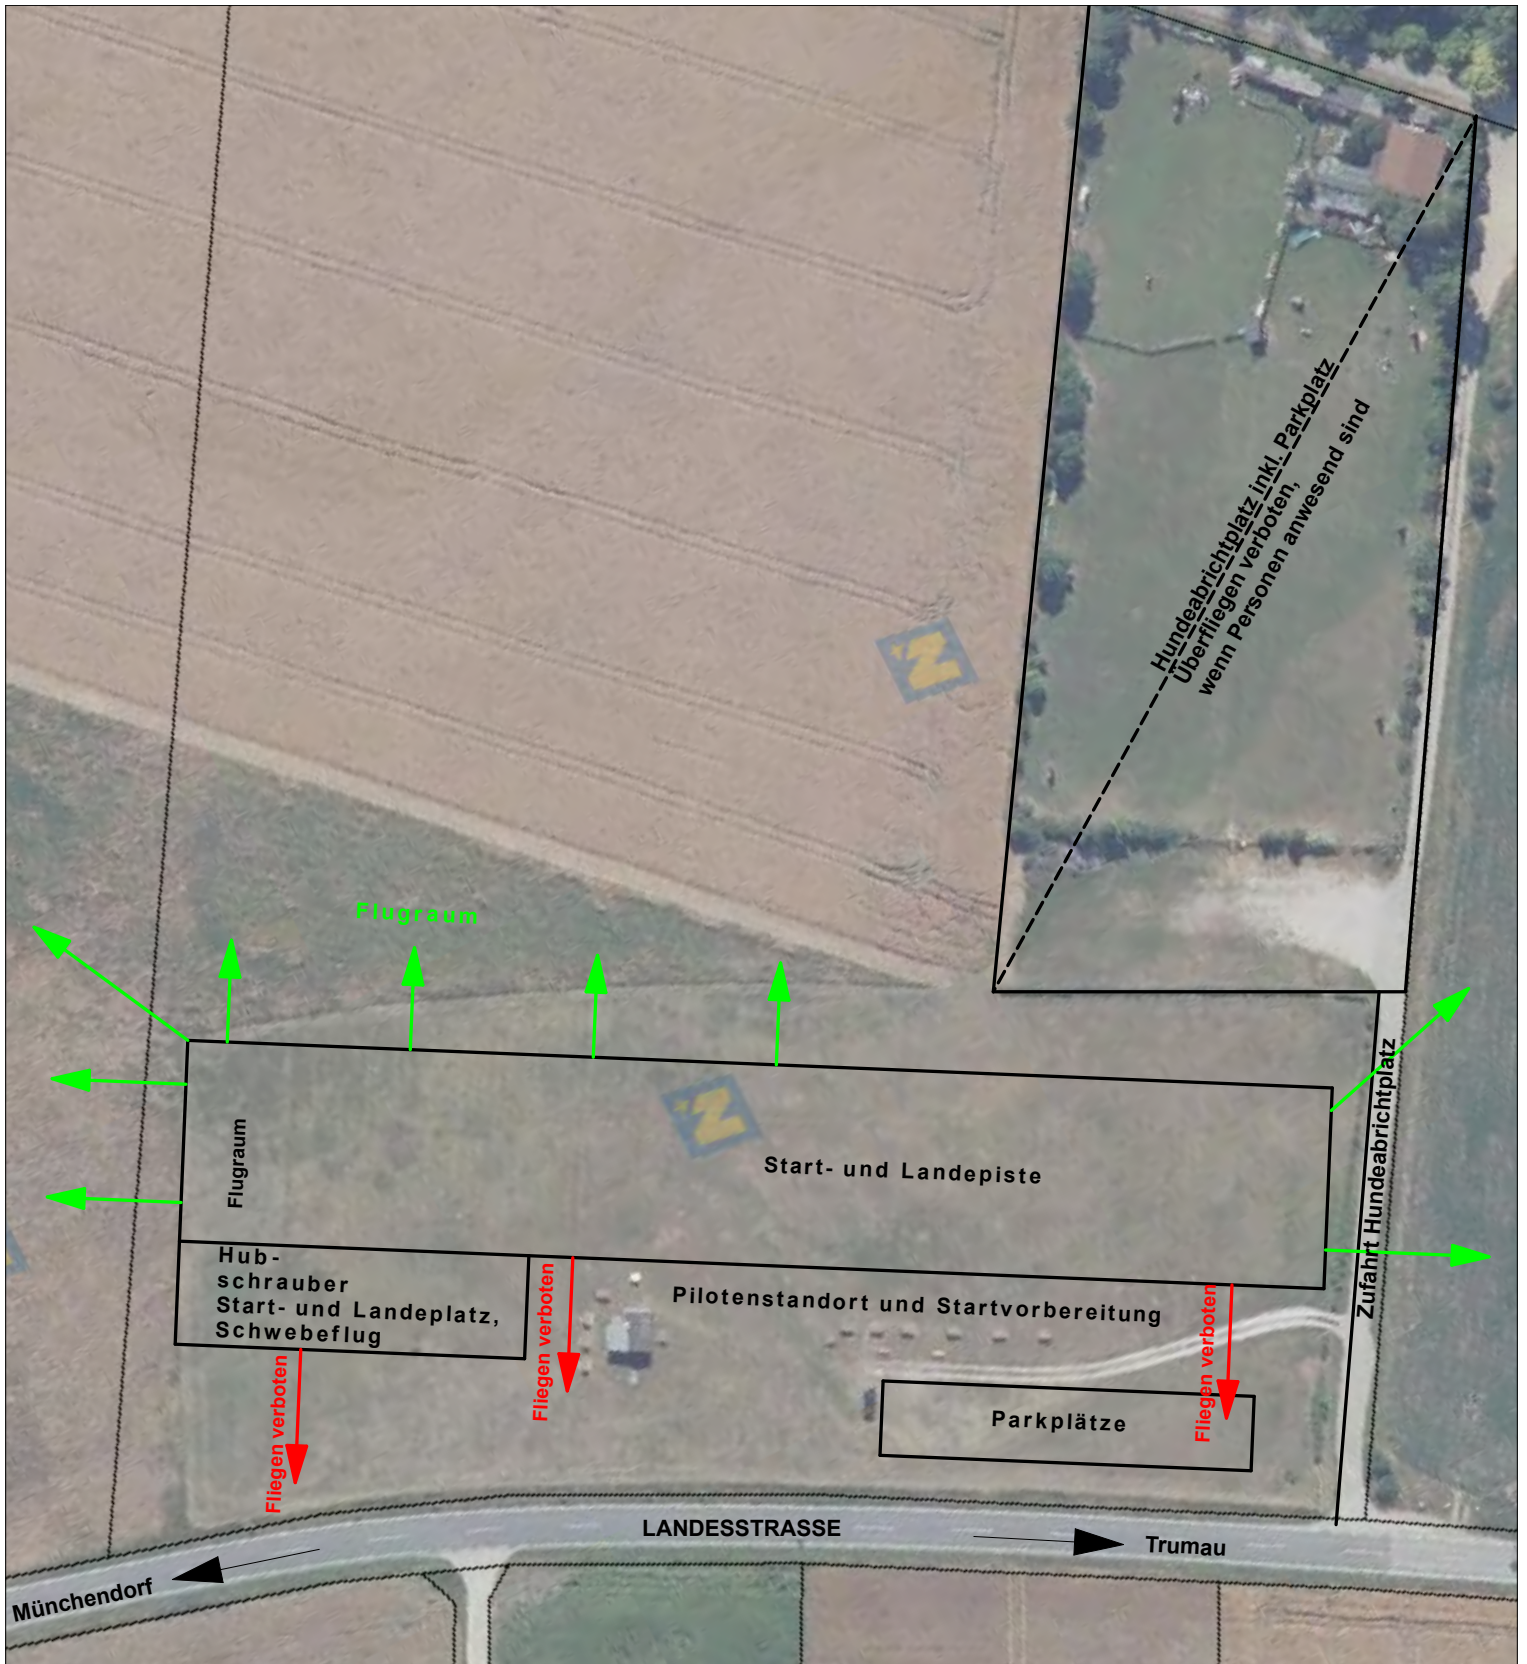 Hundeabrichtplatz inkl. Parkplatz
Überfliegen verboten,
wenn Personen anwesend sind
Flugraum
Flugraum
Start- und Landepiste
Zufahrt Hundeabrichtplatz
Hub-
schrauber
Start- und Landeplatz,
Schwebeflug
Pilotenstandort und Startvorbereitung
Fliegen verboten
Fliegen verboten
Fliegen verboten
Parkplätze
LANDESSTRASSE
Trumau
Münchendorf